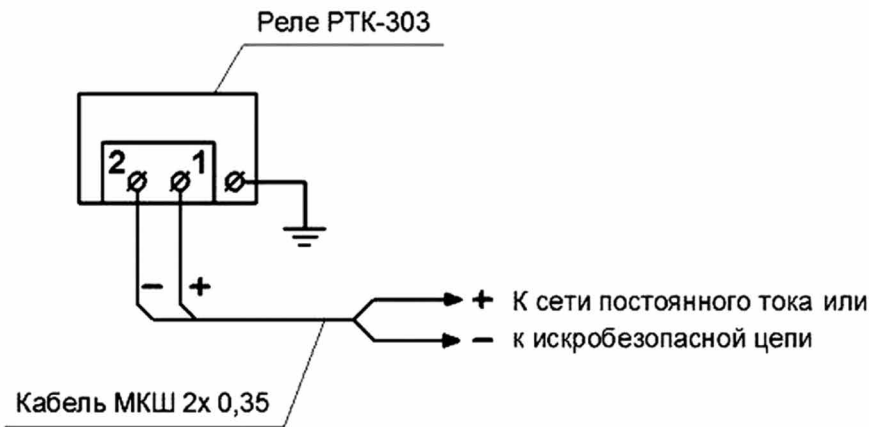 Реле РТК-303
2 1
− +
+ К сети постоянного тока или
− к искробезопасной цепи
Кабель МКШ 2х 0,35